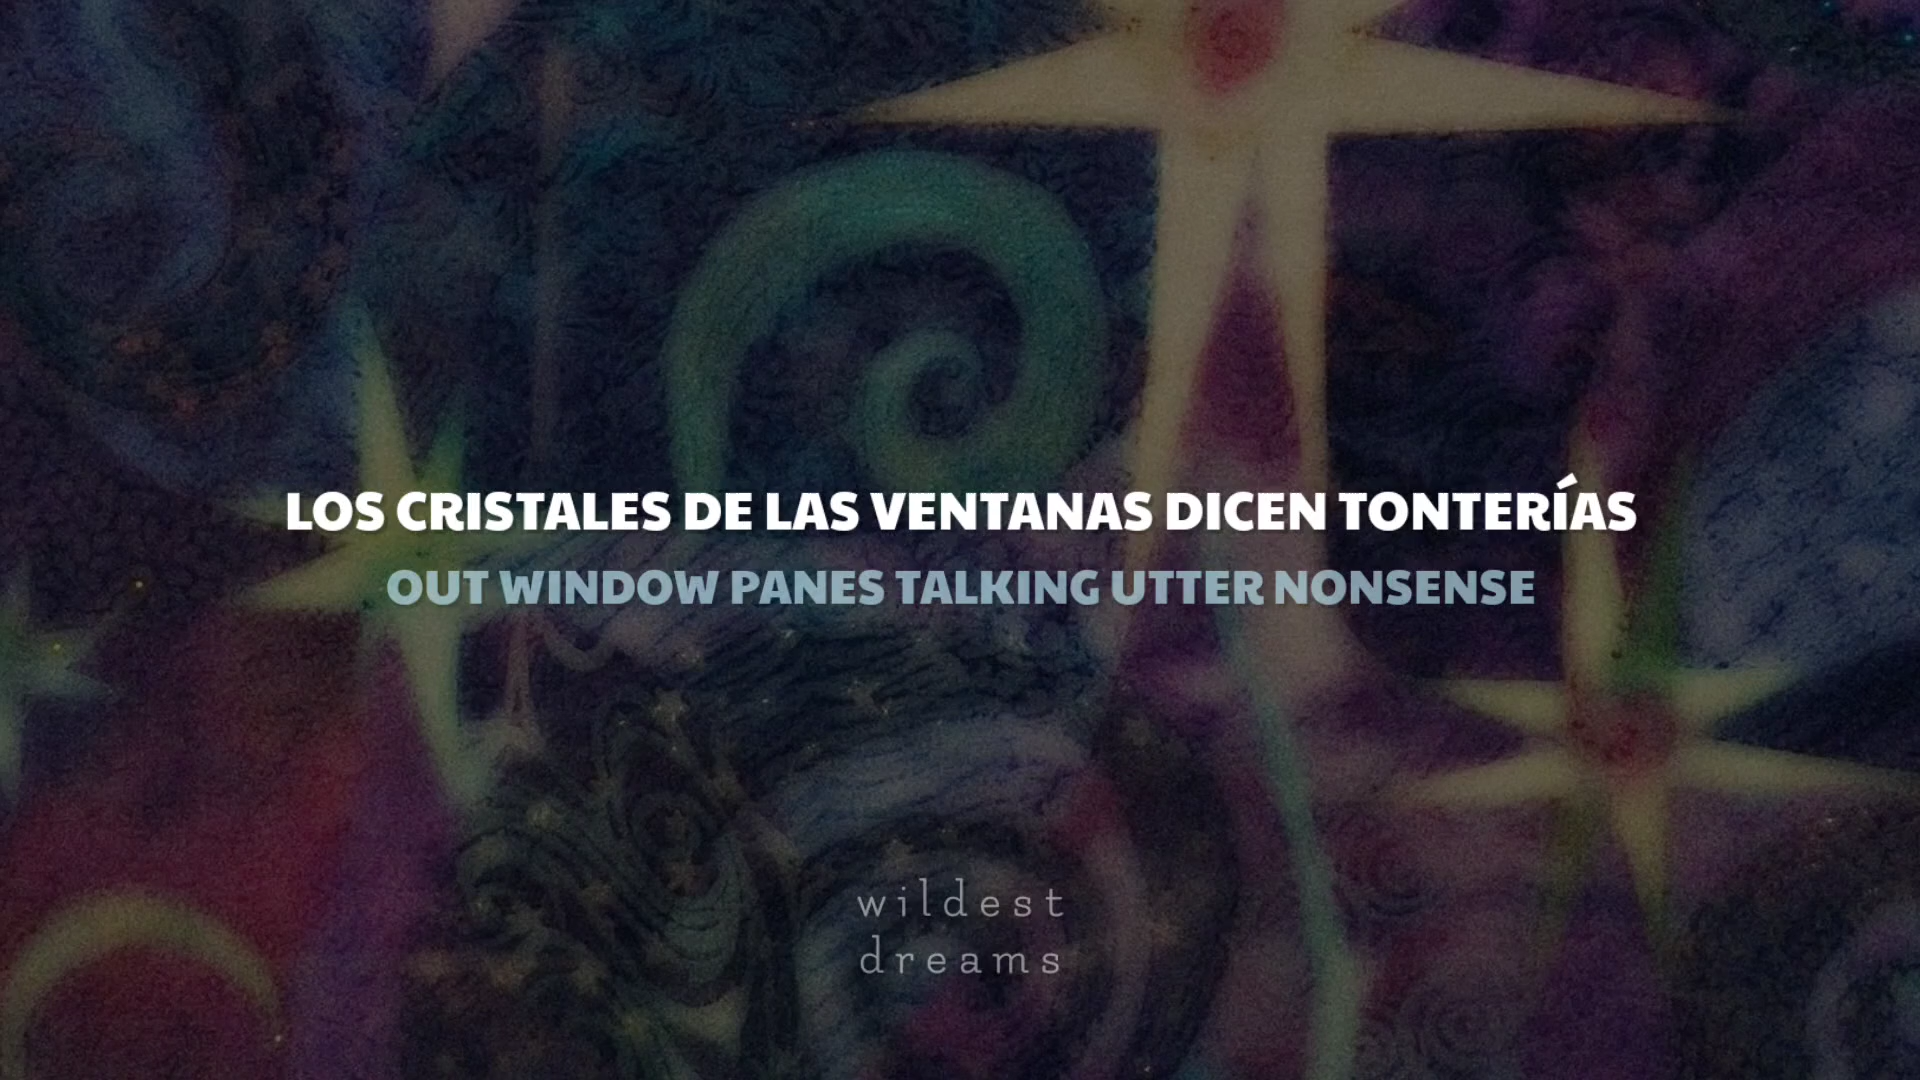 LOS CRISTALES DE LAS VENTANAS DICEN TONTERÍAS
OUT WINDOW PANES TALKING UTTER NONSENSE
wildest
dreams